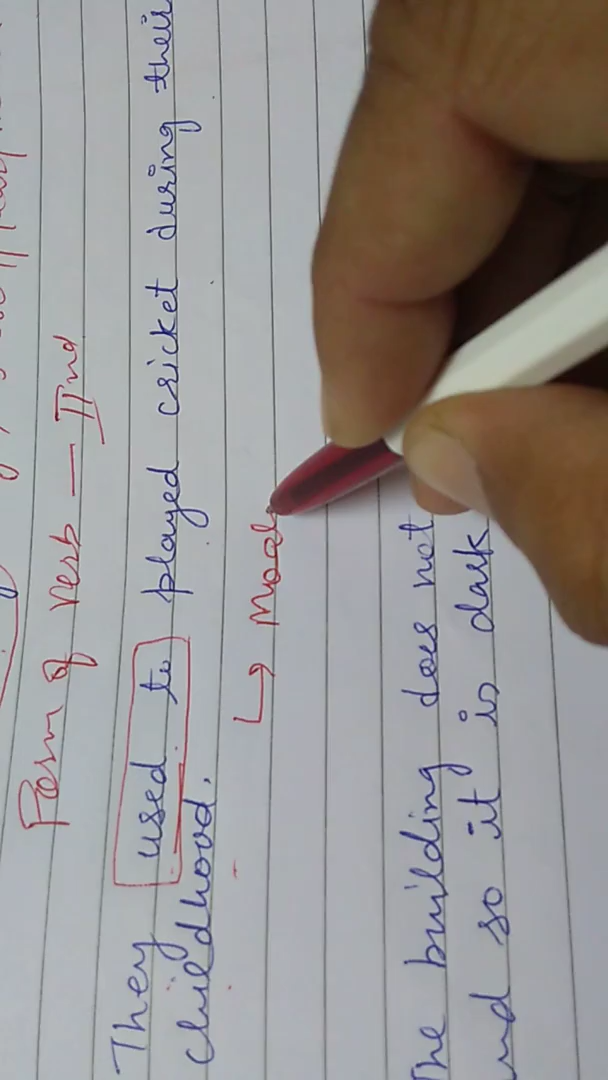 Form of verb — IInd
They used to played cricket during their
childhood.
↳ Moda
The building does not
and so it is dark